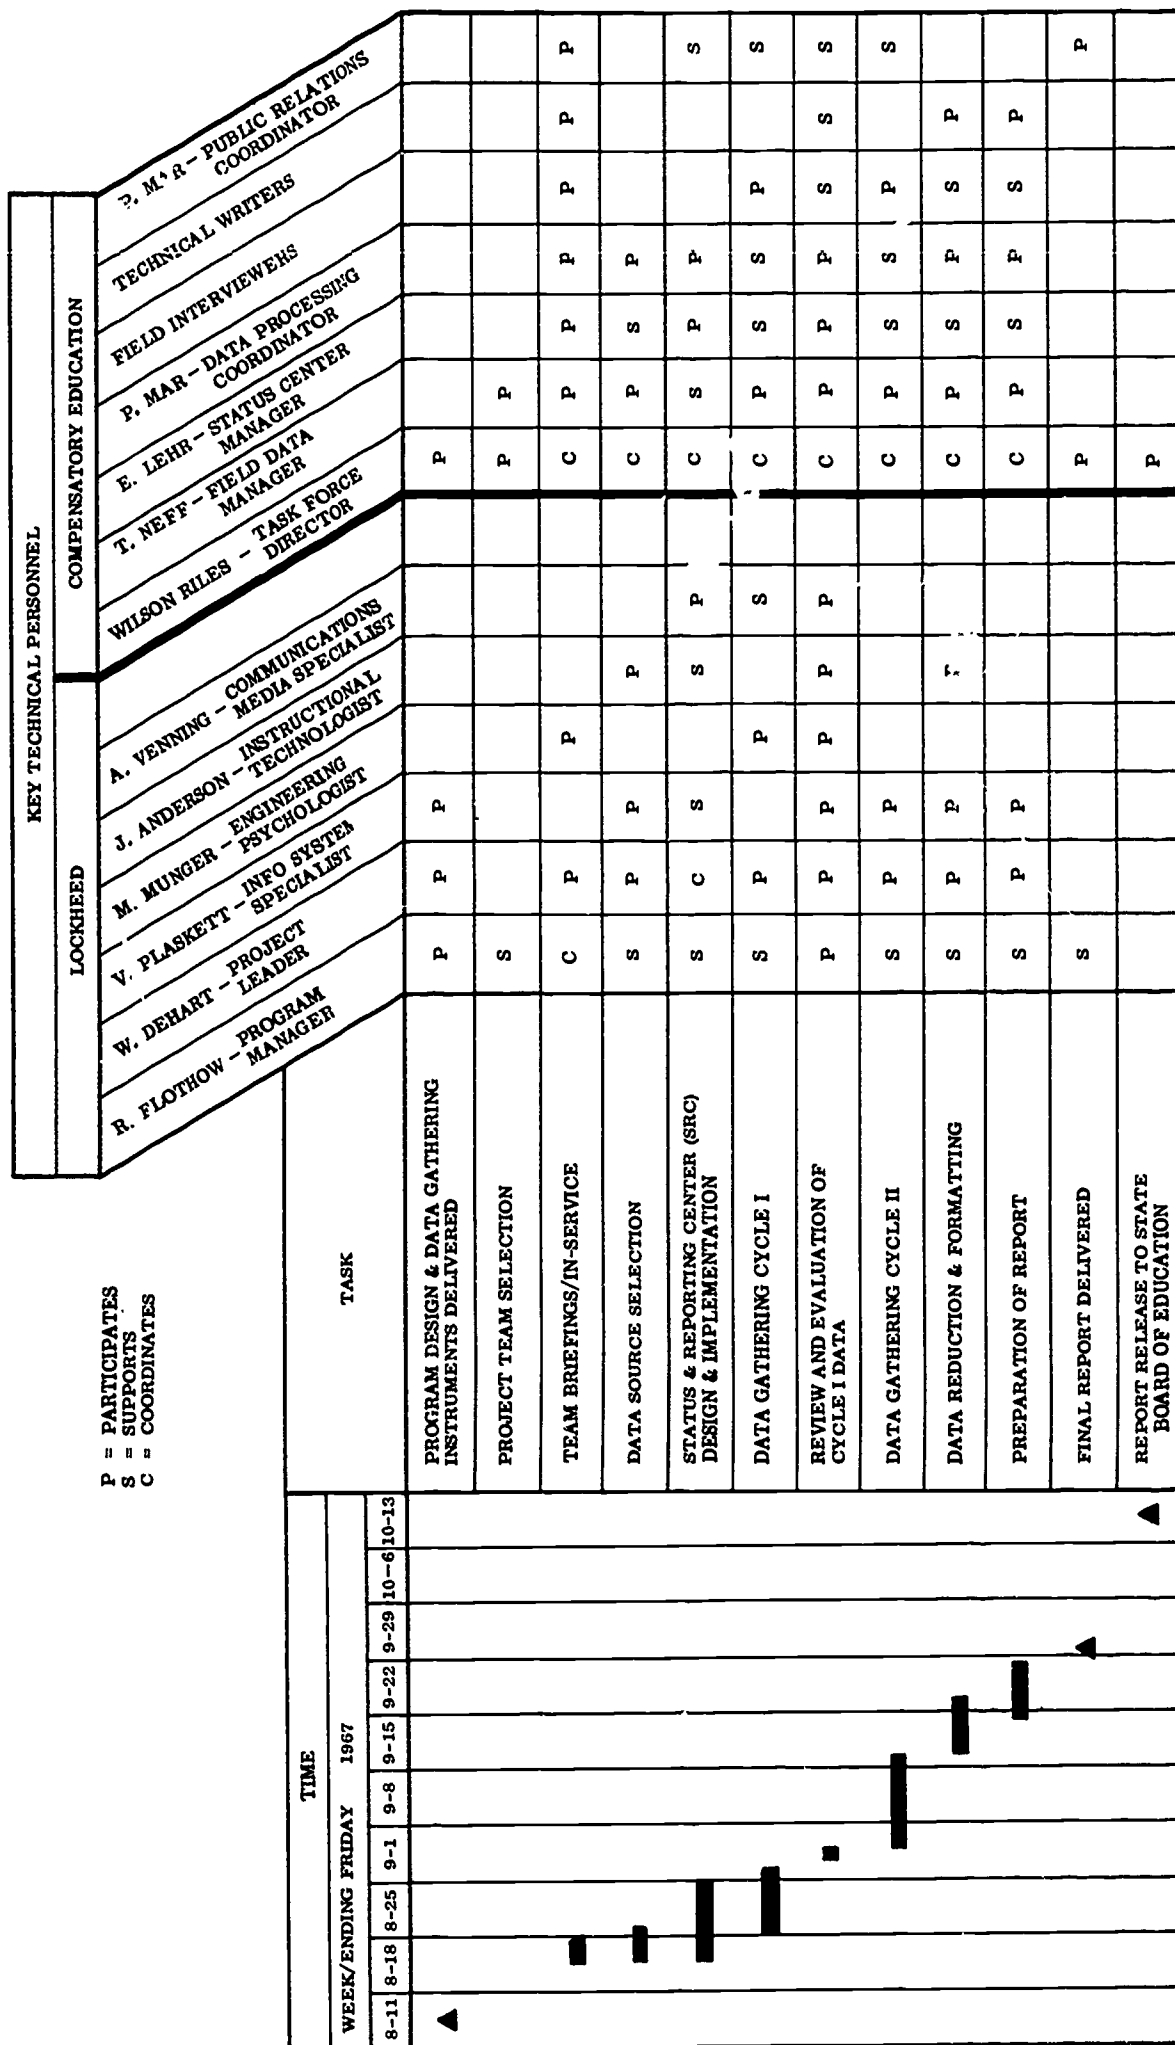 KEY TECHNICAL PERSONNEL
LOCKHEED COMPENSATORY EDUCATION
P = PARTICIPATES
S = SUPPORTS
C = COORDINATES
R. FLOTHOW - PROGRAM
MANAGER
W. DEHART - PROJECT
LEADER
V. PLASKETT - INFO SYSTEM
SPECIALIST
M. MUNGER - ENGINEERING
PSYCHOLOGIST
J. ANDERSON - INSTRUCTIONAL
TECHNOLOGIST
A. VENNING - COMMUNICATIONS
MEDIA SPECIALIST
WILSON RILES - TASK FORCE
DIRECTOR
T. NEFF - FIELD DATA
MANAGER
E. LEHR - STATUS CENTER
MANAGER
P. MAR - DATA PROCESSING
COORDINATOR
FIELD INTERVIEWERS
TECHNICAL WRITERS
PUBLIC RELATIONS
COORDINATOR
TIME
TASK
WEEK/ENDING FRIDAY 1967
8-11 8-18 8-25 9-1 9-8 9-15 9-22 9-29 10-6 10-13
PROGRAM DESIGN & DATA GATHERING
INSTRUMENTS DELIVERED P P P P
PROJECT TEAM SELECTION S P P
TEAM BRIEFINGS/IN-SERVICE C P P C P P P P P P
DATA SOURCE SELECTION S P P P C P S P
STATUS & REPORTING CENTER (SRC)
DESIGN & IMPLEMENTATION S C S S P C S P P S
DATA GATHERING CYCLE I S P P S C P S S P S
REVIEW AND EVALUATION OF
CYCLE I DATA P P P P P P C P P P S S S
DATA GATHERING CYCLE II S P P C P S S P S
DATA REDUCTION & FORMATTING S P P C P S P S P
PREPARATION OF REPORT S P P C P S P S P
FINAL REPORT DELIVERED S P P
REPORT RELEASE TO STATE
BOARD OF EDUCATION P